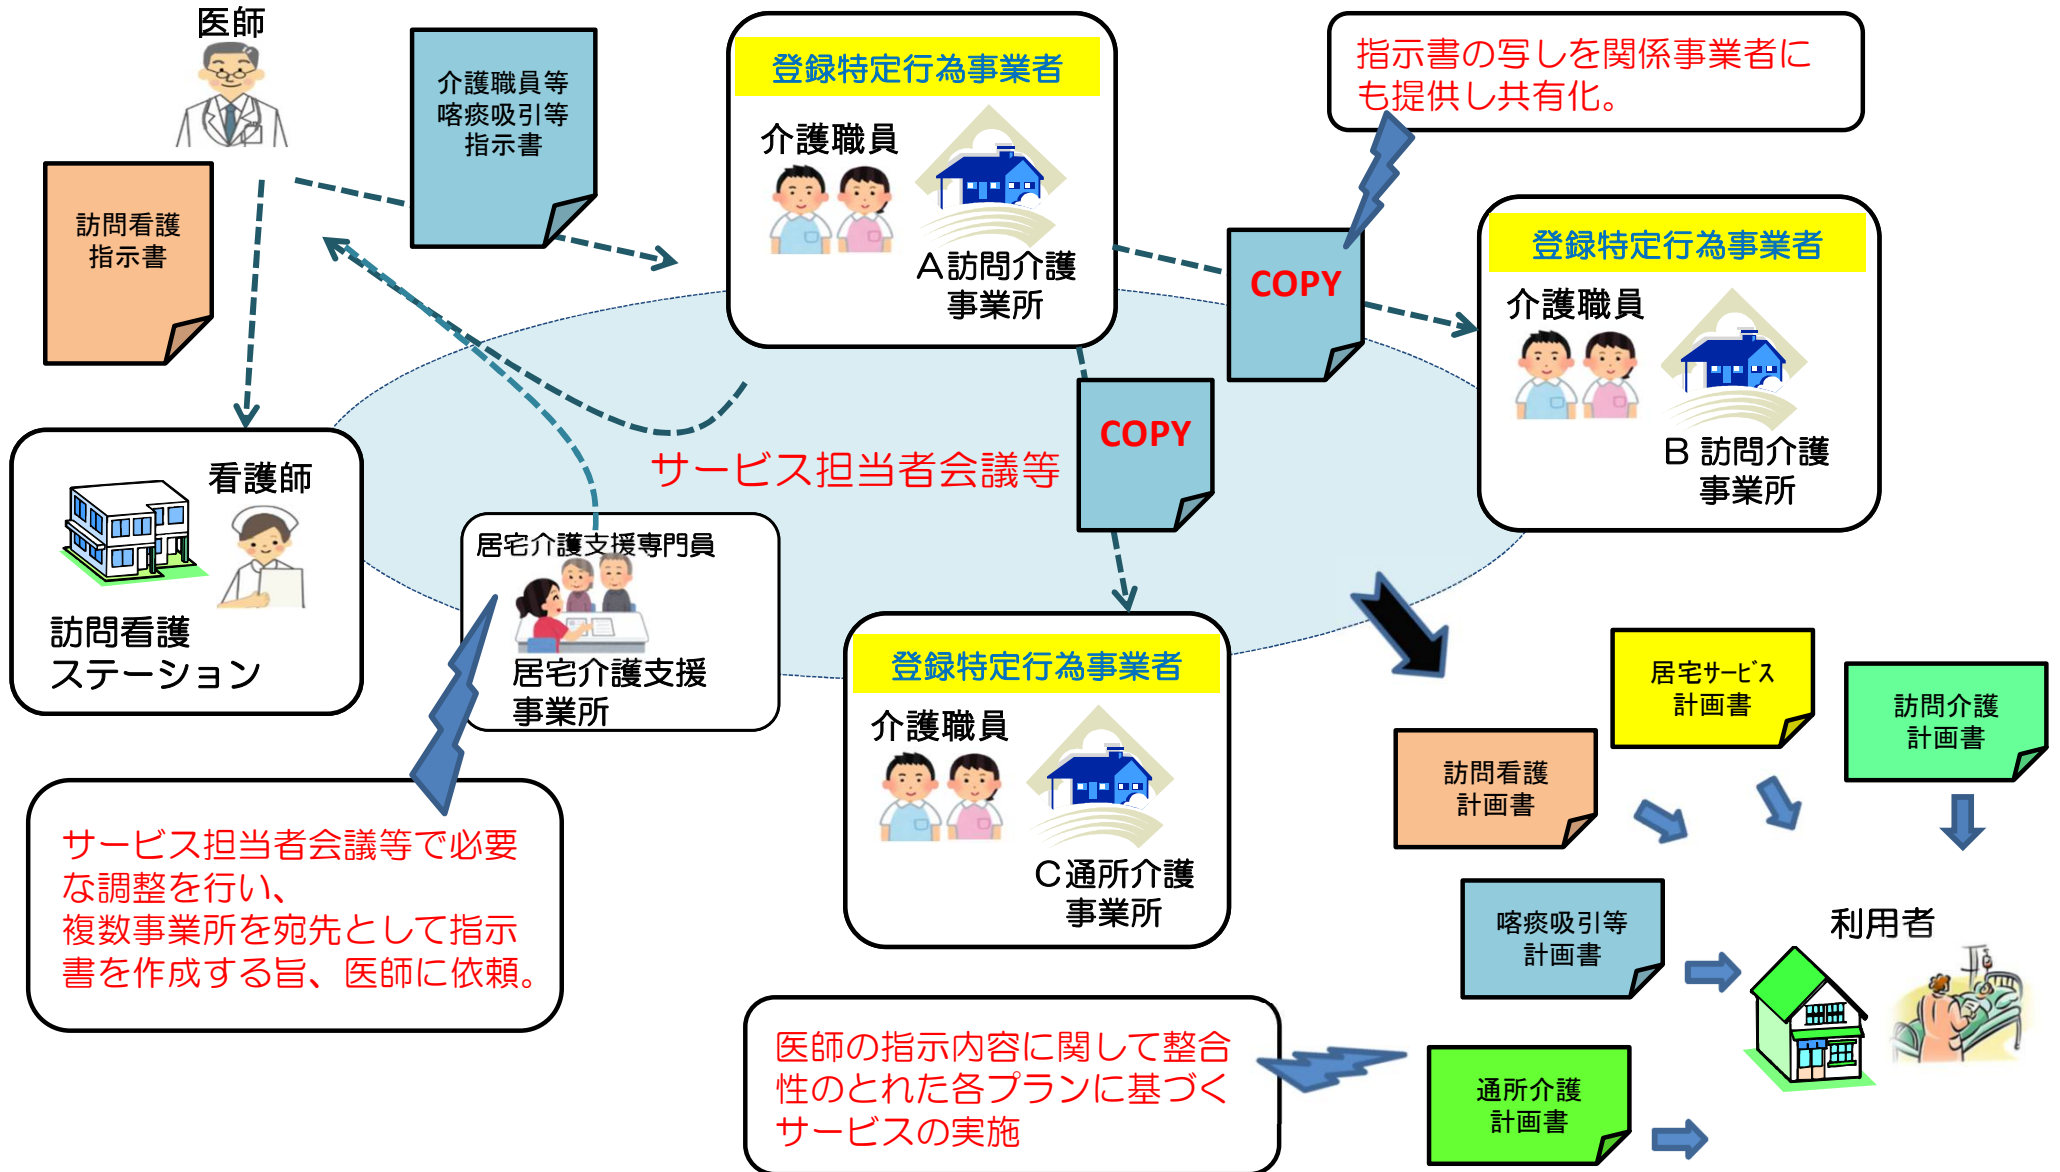 医師
介護職員等
喀痰吸引等
指示書
訪問看護
指示書
登録特定行為事業者
介護職員
A訪問介護
事業所
指示書の写しを関係事業者に
も提供し共有化。
COPY
登録特定行為事業者
介護職員
B 訪問介護
事業所
COPY
サービス担当者会議等
看護師
訪問看護
ステーション
居宅介護支援専門員
居宅介護支援
事業所
登録特定行為事業者
介護職員
C通所介護
事業所
サービス担当者会議等で必要
な調整を行い、
複数事業所を宛先として指示
書を作成する旨、医師に依頼。
居宅ｻｰﾋﾞｽ
計画書
訪問介護
計画書
訪問看護
計画書
喀痰吸引等
計画書
利用者
医師の指示内容に関して整合
性のとれた各プランに基づく
サービスの実施
通所介護
計画書